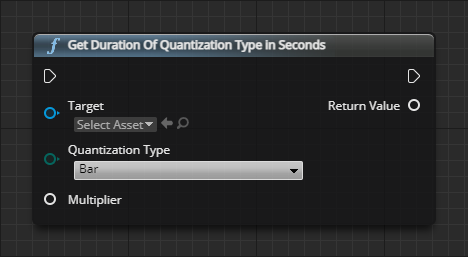 f Get Duration Of Quantization Type in Seconds
Target
Return Value
Select Asset
Quantization Type
Bar
Multiplier